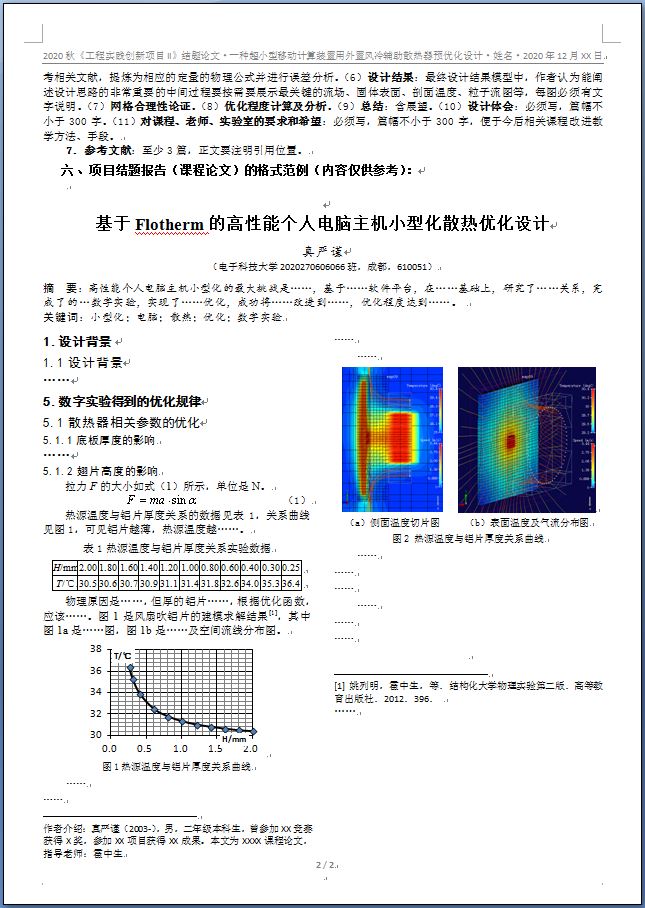 2020 秋《工程实践创新项目 II》结题论文·一种超小型移动计算装置用外置风冷辅助散热器预优化设计·姓名·2020 年 12 月 XX 日
考相关文献，提炼为相应的定量的物理公式并进行误差分析。（6）设计结果：最终设计结果模型中，作者认为能阐
述设计思路的非常重要的中间过程要按需要展示最关键的流场、固体表面、剖面温度、粒子流图等，每图必须有文
字说明。（7）网格合理性论证。（8）优化程度计算及分析。（9）总结：含展望。（10）设计体会：必须写，篇幅不
小于 300 字。（11）对课程、老师、实验室的要求和希望：必须写，篇幅不小于 300 字，便于今后相关课程改进教
学方法、手段。
7．参考文献：至少 3 篇，正文要注明引用位置。
六、项目结题报告（课程论文）的格式范例（内容仅供参考）：
基于 Flotherm 的高性能个人电脑主机小型化散热优化设计
真严谨
（电子科技大学 2020270606066 班，成都，610051）
摘　要：高性能个人电脑主机小型化的最大挑战是……，基于……软件平台，在……基础上，研究了……关系，完
成了的…数字实验，实现了……优化，成功将……改进到……，优化程度达到……。
关键词：小型化；电脑；散热；优化；数字实验
1.设计背景
1.1 设计背景
……
5.数字实验得到的优化规律
5.1 散热器相关参数的优化
5.1.1 底板厚度的影响
……
5.1.2 翅片高度的影响
拉力 F 的大小如式（1）所示，单位是 N。
F = ma · sin α （1）
热源温度与铝片厚度关系的数据见表 1，关系曲线
见图 1，可见铝片越薄，热源温度越……。
表 1 热源温度与铝片厚度关系实验数据
H/mm 2.00 1.80 1.60 1.40 1.20 1.00 0.80 0.60 0.40 0.30 0.25
T/℃ 30.5 30.6 30.7 30.9 31.1 31.4 31.8 32.6 34.0 35.3 36.4
物理原因是……，但厚的铝片……，根据优化函数，
应该……。图 1 是风扇吹铝片的建模求解结果[1]，其中
图 1a 是……图，图 1b 是……及空间流线分布图。
38
T/℃
36
34
32
30
0.0 0.5 1.0 1.5 2.0
H/mm
图 1 热源温度与铝片厚度关系曲线
……
……
作者介绍：真严谨（2003-），男，二年级本科生，曾参加 XX 竞赛
获得 X 奖，参加 XX 项目获得 XX 成果。本文为 XXXX 课程论文，
指导老师：霍中生
……
……
Temperature (degC)
Speed (m/s)
Temperature (degC)
Speed (m/s)
（a）侧面温度切片图 （b）表面温度及气流分布图
图 2 热源温度与铝片厚度关系曲线
……
……
……
……
……
……
[1] 姚列明，霍中生，等．结构化大学物理实验第二版．高等教
育出版社．2012．396．
……
2 / 2